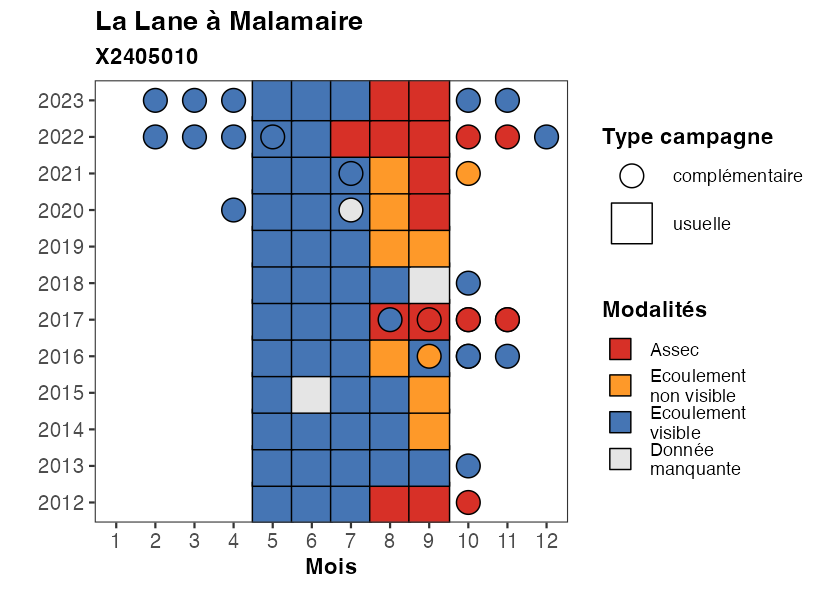 La Lane à Malamaire
X2405010
2023
2022
2021
2020
2019
2018
2017
2016
2015
2014
2013
2012
1 2 3 4 5 6 7 8 9 10 11 12
Mois
Type campagne
complémentaire
usuelle
Modalités
Assec
Ecoulement
non visible
Ecoulement
visible
Donnée
manquante